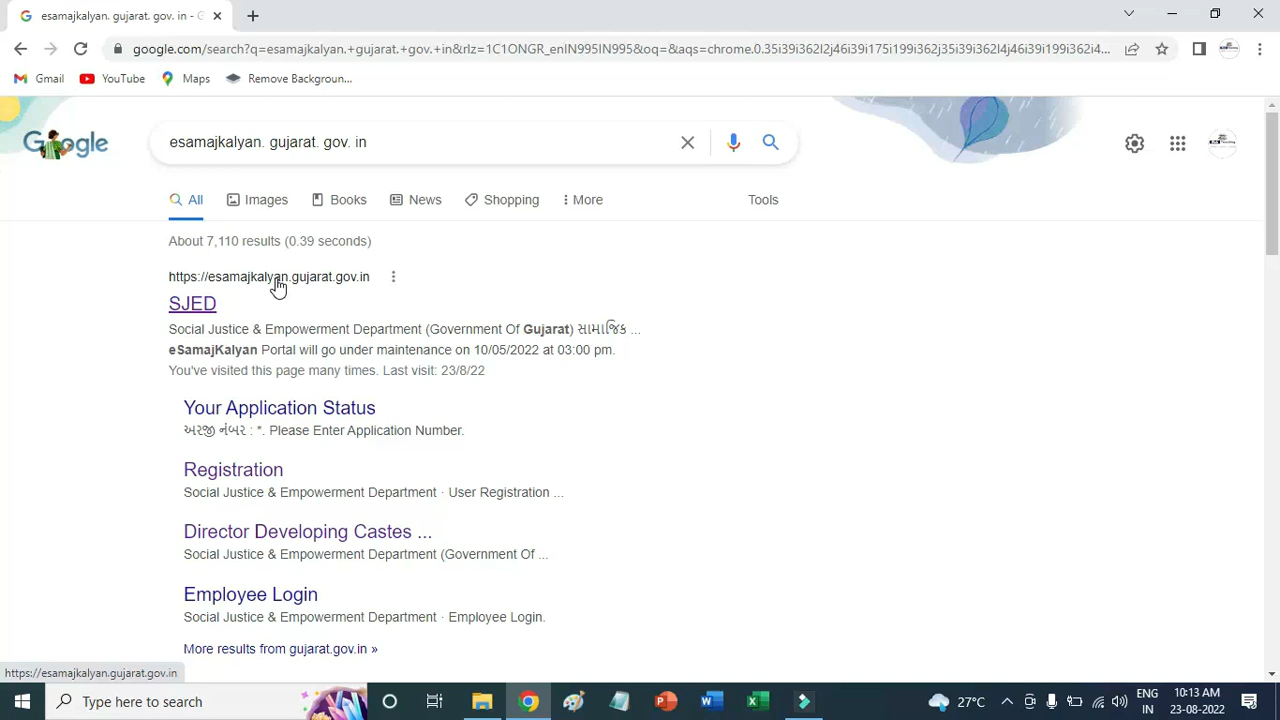 esamajkalyan. gujarat. gov. in - G
google.com/search?q=esamajkalyan.+gujarat.+gov.+in&rlz=1C1ONGR_enIN995IN995&oq=&aqs=chrome.0.35i39i362l2j46i39i175i199i362j35i39i362l4j46i39i199i362i4...
Gmail YouTube Maps Remove Backgroun...
Google esamajkalyan. gujarat. gov. in
All Images Books News Shopping More Tools
About 7,110 results (0.39 seconds)
https://esamajkalyan.gujarat.gov.in
SJED
Social Justice & Empowerment Department (Government Of Gujarat) સામાજિક ...
eSamajKalyan Portal will go under maintenance on 10/05/2022 at 03:00 pm.
You've visited this page many times. Last visit: 23/8/22
Your Application Status
અરજી નંબર : *. Please Enter Application Number.
Registration
Social Justice & Empowerment Department · User Registration ...
Director Developing Castes ...
Social Justice & Empowerment Department (Government Of ...
Employee Login
Social Justice & Empowerment Department · Employee Login.
More results from gujarat.gov.in »
https://esamajkalyan.gujarat.gov.in
Type here to search 27°C ENG 10:13 AM
IN 23-08-2022